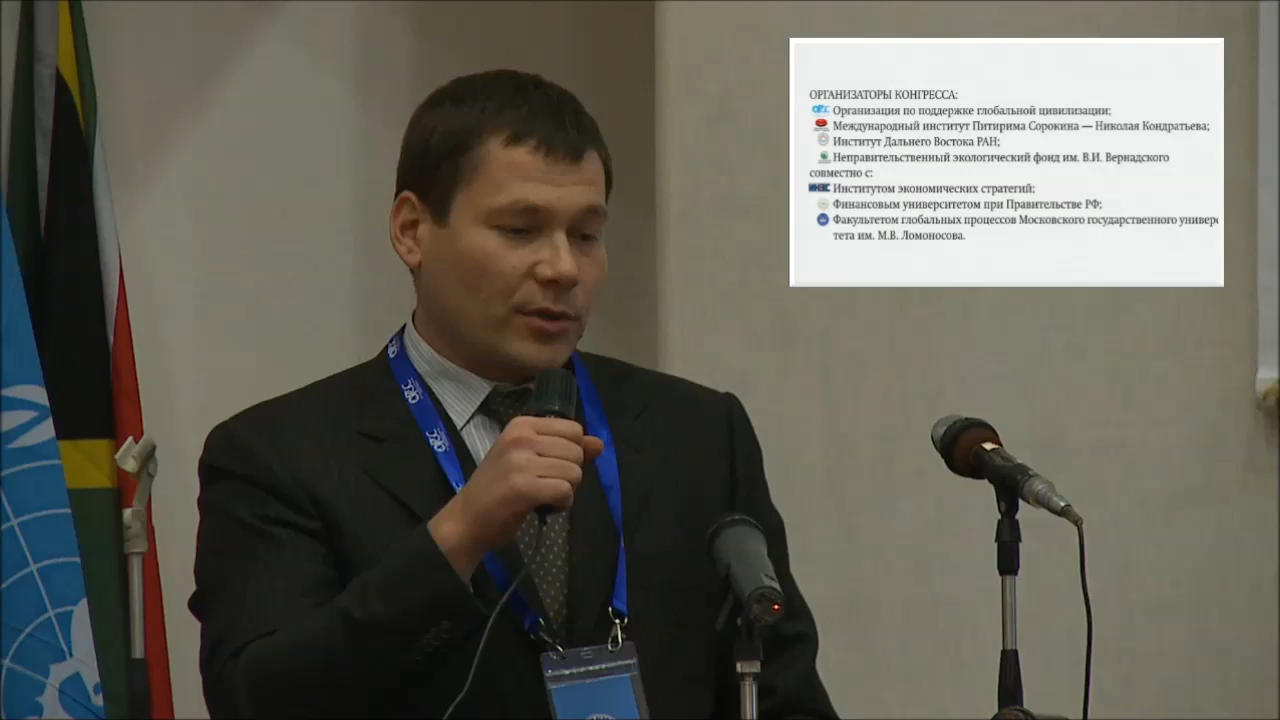 ОРГАНИЗАТОРЫ КОНГРЕССА:
Организация по поддержке глобальной цивилизации;
Международный институт Питирима Сорокина — Николая Кондратьева;
Институт Дальнего Востока РАН;
Неправительственный экологический фонд им. В.И. Вернадского
совместно с:
Институтом экономических стратегий;
Финансовым университетом при Правительстве РФ;
Факультетом глобальных процессов Московского государственного универс
тета им. М.В. Ломоносова.